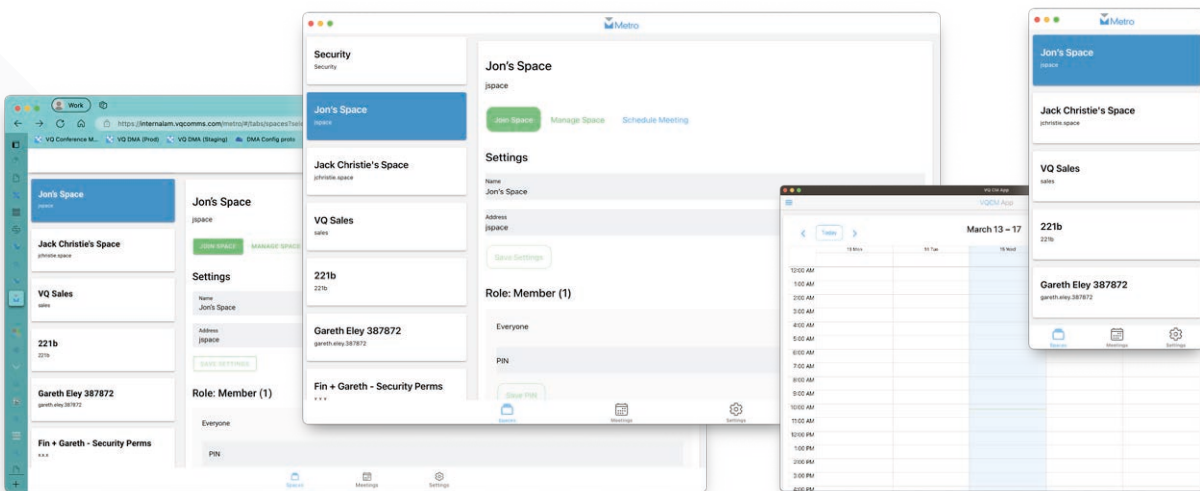 Work
https://internalam.vqcomms.com/metro/#/tabs/spaces?sele
VQ Conference M...
VQ DMA (Prod)
VQ DMA (Staging)
DMA Config proto
Jon's Space
jspace
Jack Christie's Space
jchristie.space
VQ Sales
sales
221b
221b
Gareth Eley 387872
gareth.eley.387872
Fin + Gareth - Security Perms
Jon's Space
jspace
JOIN SPACE
MANAGE SPACE
Settings
Name
Jon's Space
Address
jspace
SAVE SETTINGS
Role: Member (1)
Everyone
PIN
Spaces
Meetings
Settings
Metro
Security
Security
Jon's Space
jspace
Jack Christie's Space
jchristie.space
VQ Sales
sales
221b
221b
Gareth Eley 387872
gareth.eley.387872
Fin + Gareth - Security Perms
Jon's Space
jspace
Join Space
Manage Space
Schedule Meeting
Settings
Name
Jon's Space
Address
jspace
Save Settings
Role: Member (1)
Everyone
PIN
Show PIN
Spaces
Meetings
Settings
VQ CM App
VQCM App
Today
March 13 – 17
13 Mon
14 Tue
15 Wed
12:00 AM
1:00 AM
2:00 AM
3:00 AM
4:00 AM
5:00 AM
6:00 AM
7:00 AM
8:00 AM
9:00 AM
10:00 AM
11:00 AM
12:00 PM
1:00 PM
2:00 PM
3:00 PM
4:00 PM
Metro
Jon's Space
jspace
Jack Christie's Space
jchristie.space
VQ Sales
sales
221b
221b
Gareth Eley 387872
gareth.eley.387872
Spaces
Meetings
Settings